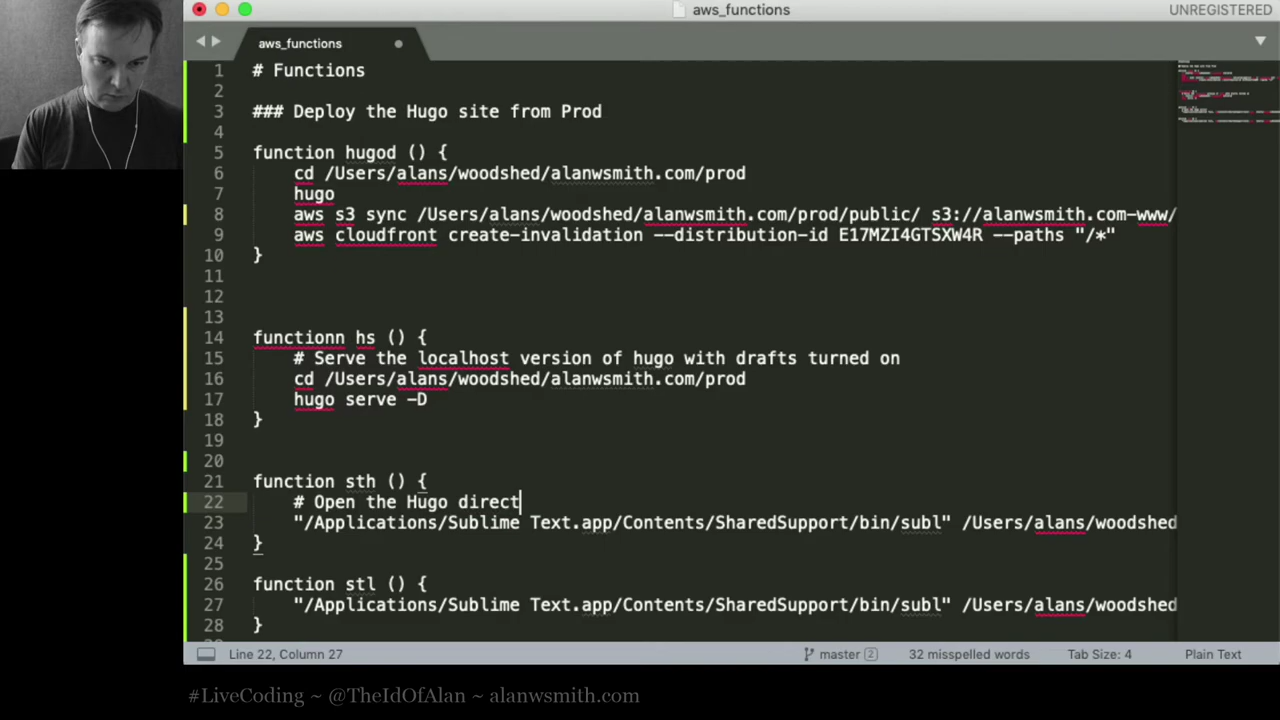 aws_functions
UNREGISTERED
aws_functions
1 # Functions
2
3 ### Deploy the Hugo site from Prod
4
5 function hugod () {
6 cd /Users/alans/woodshed/alanwsmith.com/prod
7 hugo
8 aws s3 sync /Users/alans/woodshed/alanwsmith.com/prod/public/ s3://alanwsmith.com-www/
9 aws cloudfront create-invalidation --distribution-id E17MZI4GTSXW4R --paths "/*"
10 }
11
12
13
14 functionn hs () {
15 # Serve the localhost version of hugo with drafts turned on
16 cd /Users/alans/woodshed/alanwsmith.com/prod
17 hugo serve -D
18 }
19
20
21 function sth () {
22 # Open the Hugo direct
23 "/Applications/Sublime Text.app/Contents/SharedSupport/bin/subl" /Users/alans/woodshed
24 }
25
26 function stl () {
27 "/Applications/Sublime Text.app/Contents/SharedSupport/bin/subl" /Users/alans/woodshed
28 }
Line 22, Column 27
master 2
32 misspelled words
Tab Size: 4
Plain Text
#LiveCoding ~ @TheIdOfAlan ~ alanwsmith.com